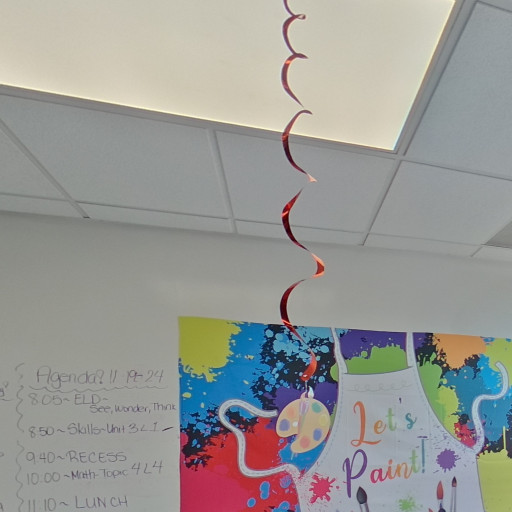 Agenda! 11-19-24
8:05~ ELD~
See, Wonder, Think
8:50~ Skills-Unit 3 L 1
9:40~ RECESS
10:00~ Math-Topic 4 L4
11:10~ LUNCH
Let's
Paint!